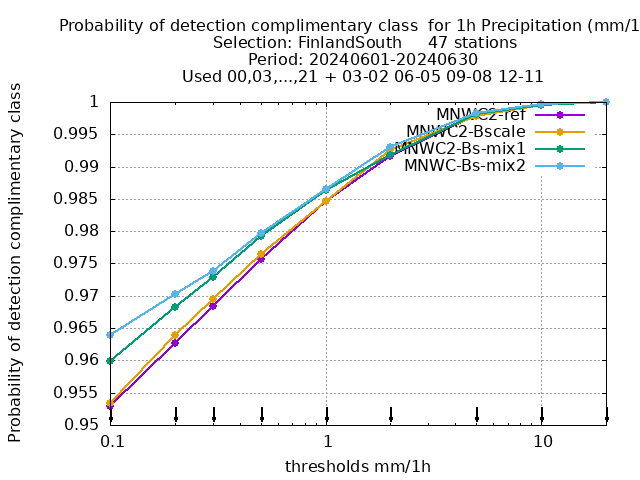 Probability of detection complimentary class  for 1h Precipitation (mm/1
Selection: FinlandSouth     47 stations
Period: 20240601-20240630
Used 00,03,...,21 + 03-02 06-05 09-08 12-11
Probability of detection complimentary class
1
0.995
0.99
0.985
0.98
0.975
0.97
0.965
0.96
0.955
0.95
MNWC2-ref
MNWC2-Bscale
MNWC2-Bs-mix1
MNWC-Bs-mix2
0.1 1 10
thresholds mm/1h